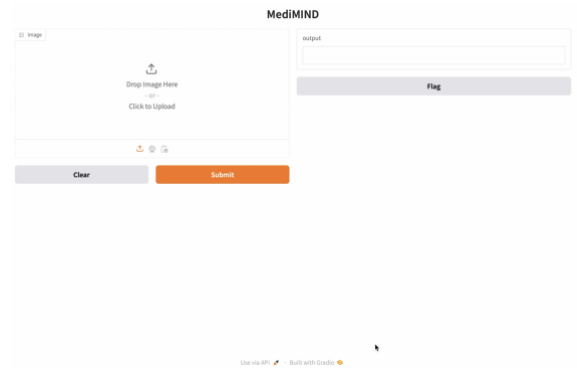 MediMIND
Image
Drop Image Here
- or -
Click to Upload
Clear
Submit
output
Flag
Use via API
·
Built with Gradio